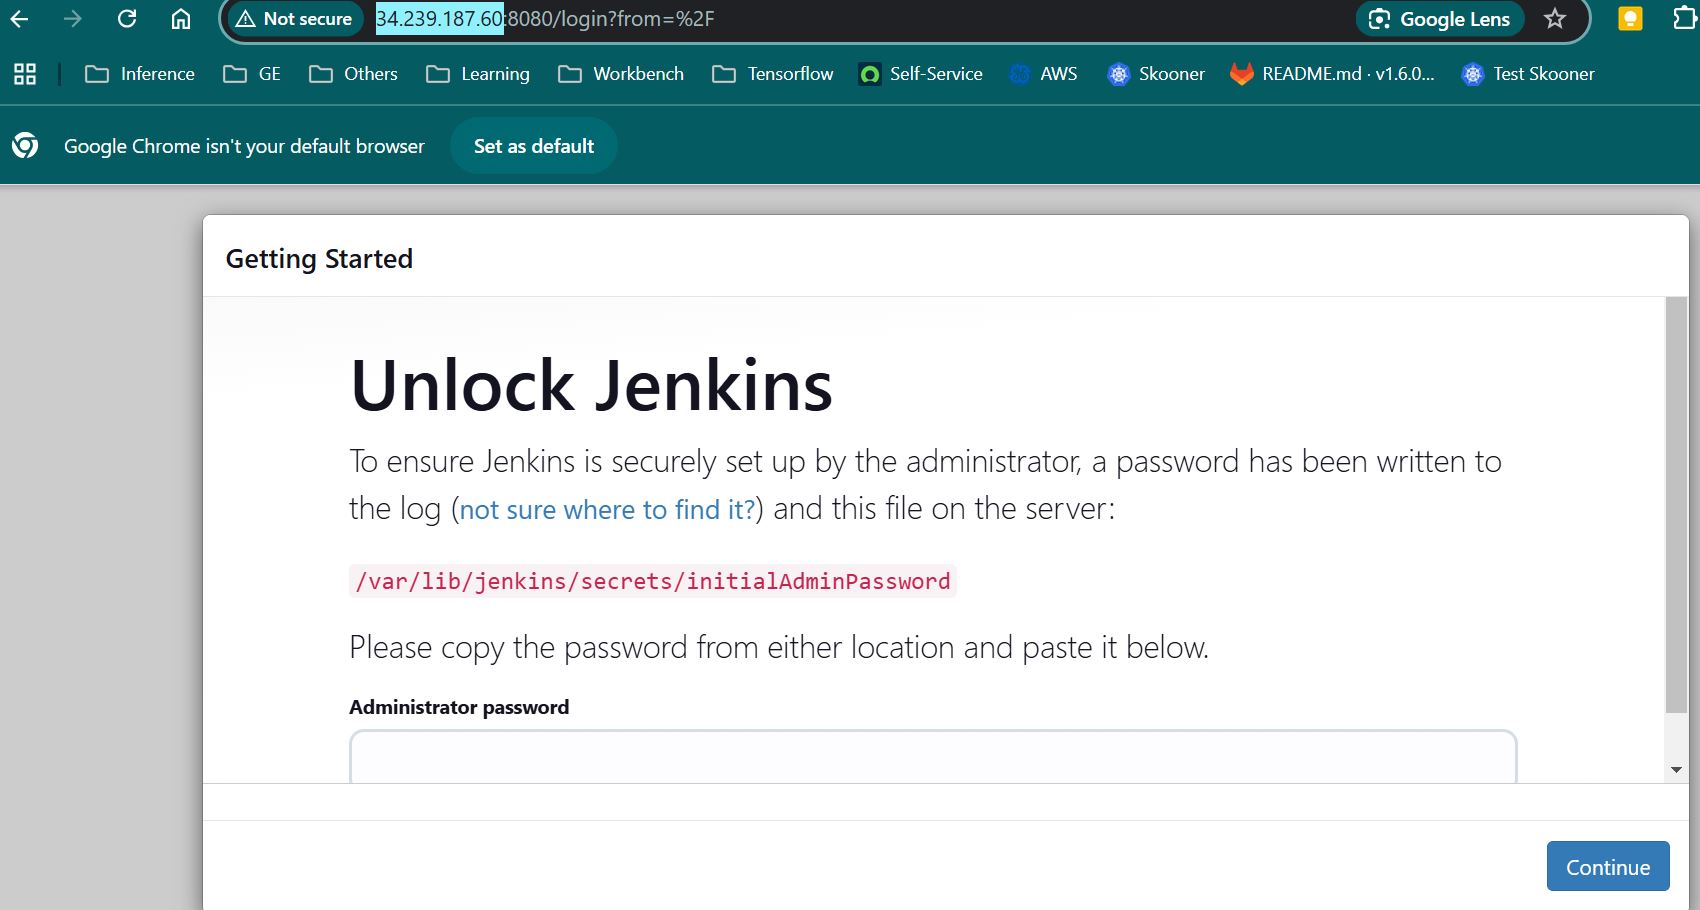 Not secure 34.239.187.60:8080/login?from=%2F Google Lens
Inference GE Others Learning Workbench Tensorflow Self-Service AWS Skooner README.md · v1.6.0... Test Skooner
Google Chrome isn't your default browser Set as default
Getting Started
Unlock Jenkins
To ensure Jenkins is securely set up by the administrator, a password has been written to
the log (not sure where to find it?) and this file on the server:
/var/lib/jenkins/secrets/initialAdminPassword
Please copy the password from either location and paste it below.
Administrator password
Continue